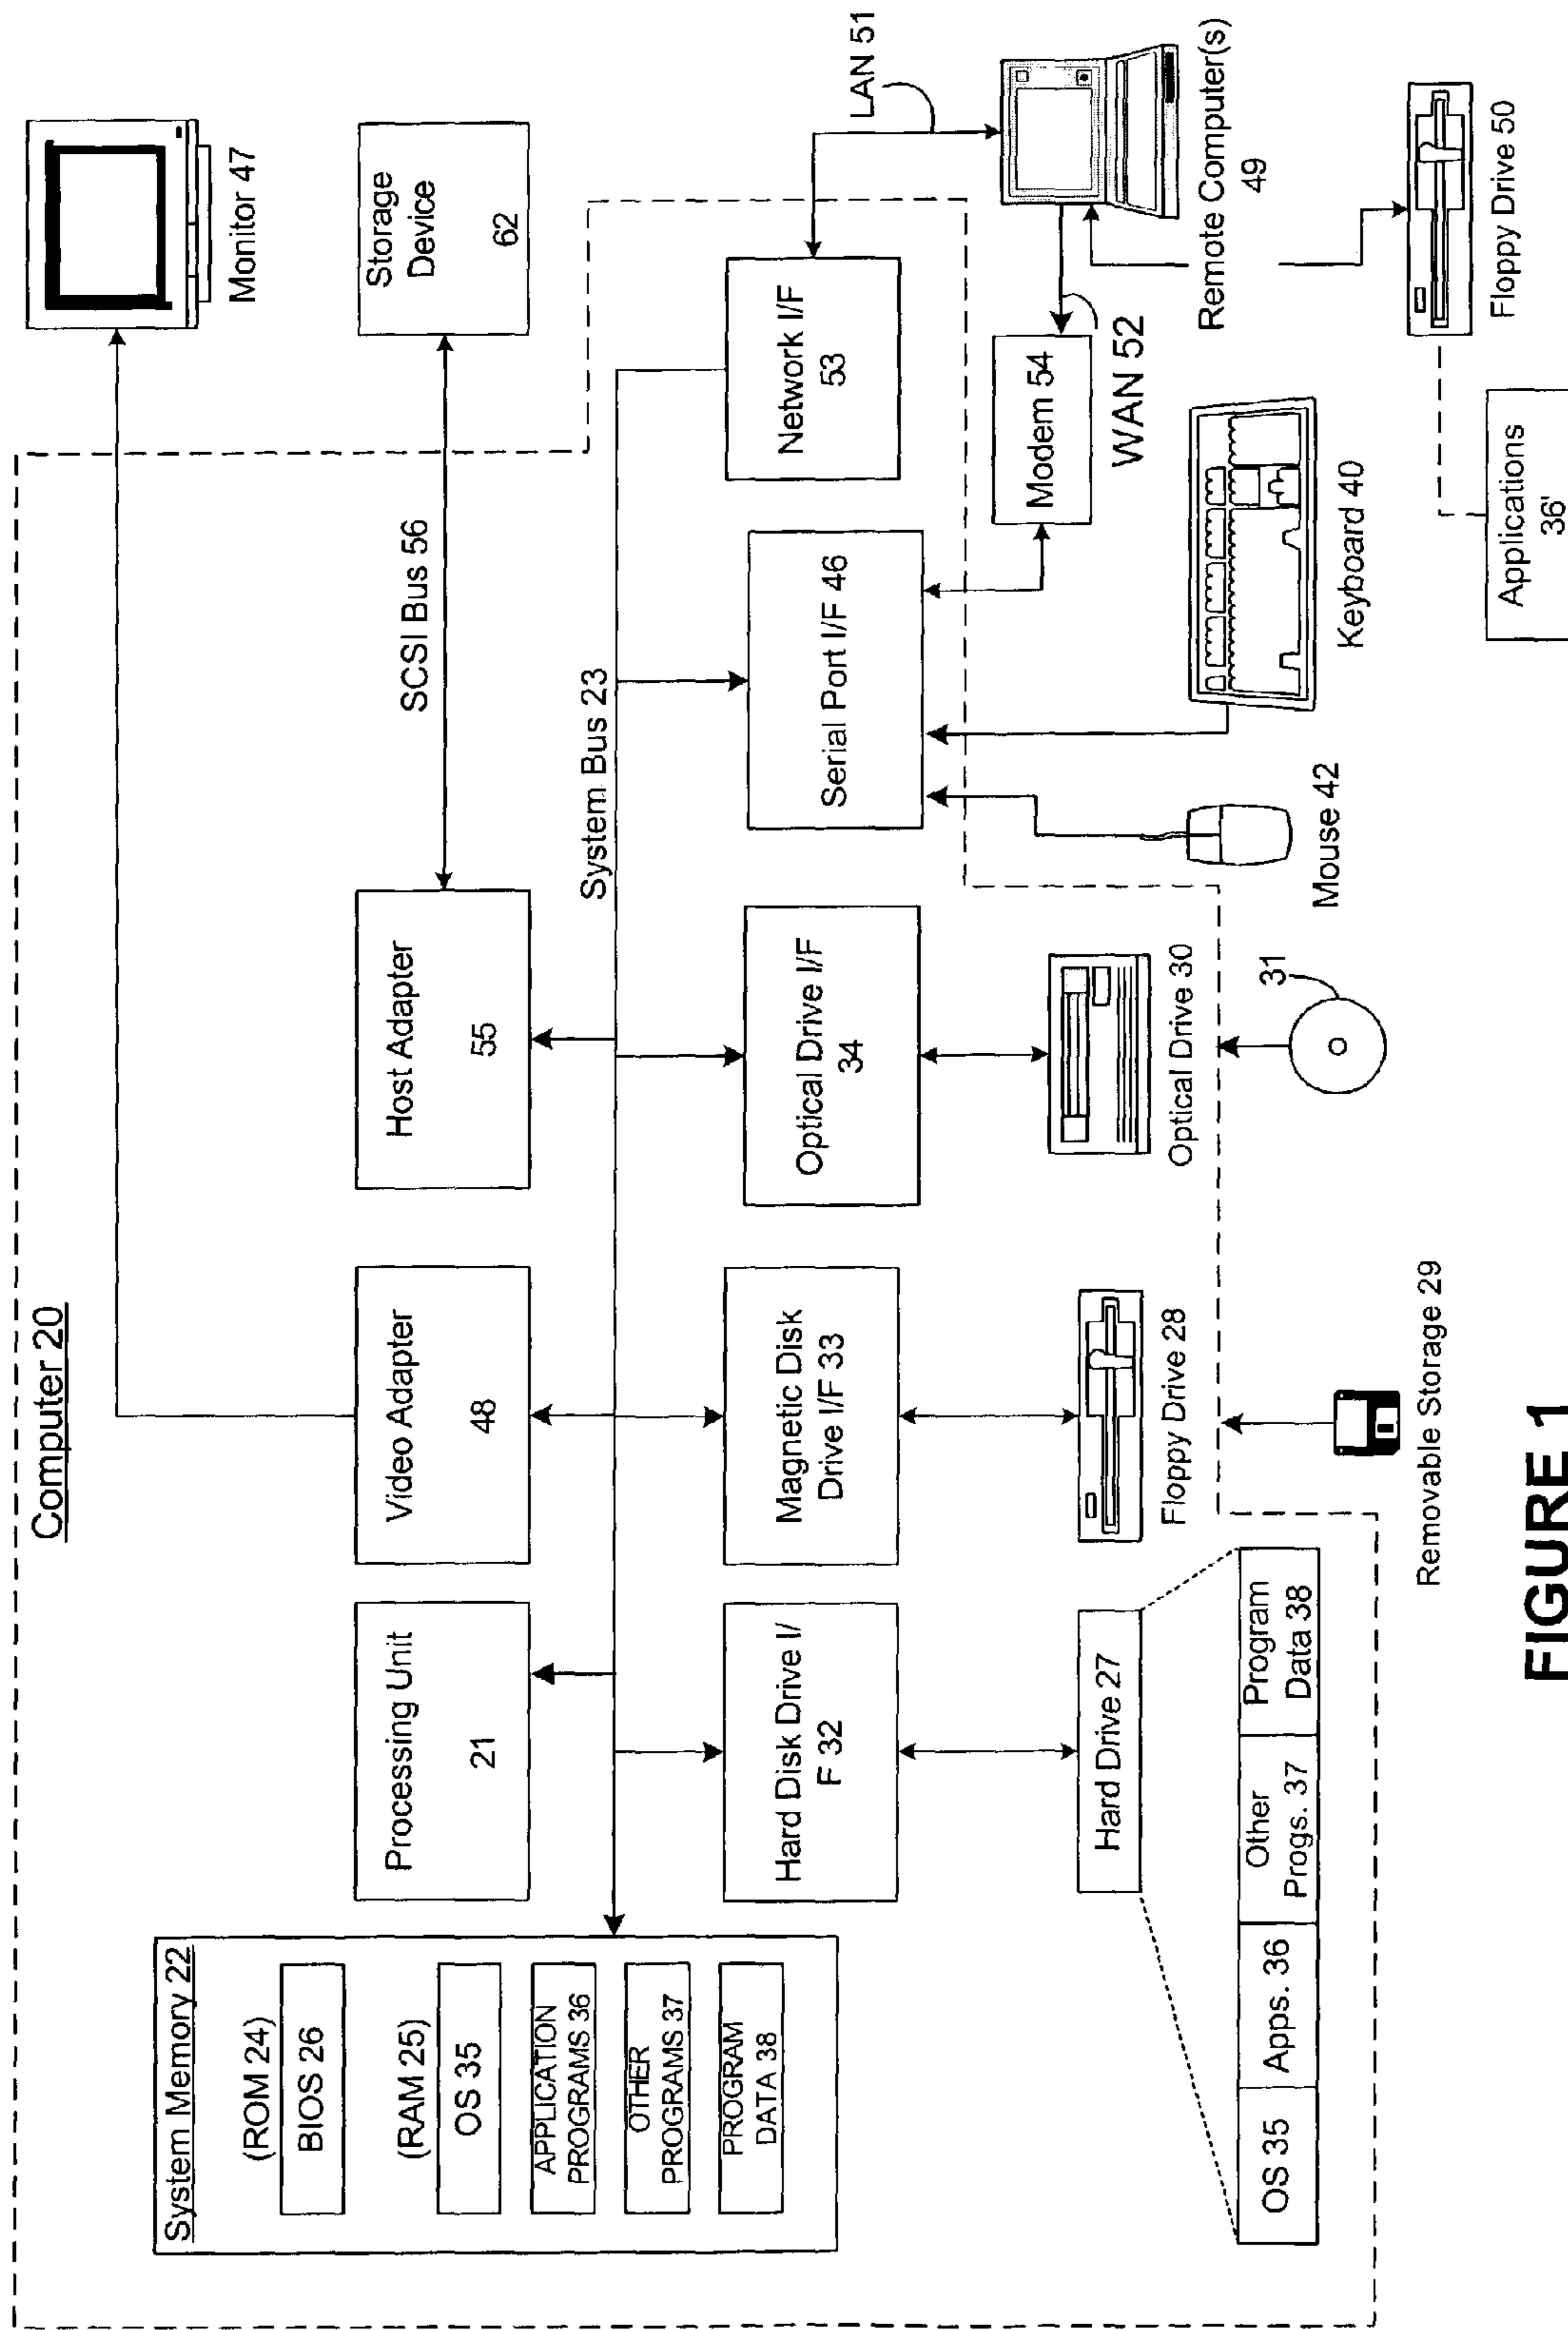 Computer 20
System Memory 22
(ROM 24)
BIOS 26
(RAM 25)
OS 35
APPLICATION
PROGRAMS 36
OTHER
PROGRAMS 37
PROGRAM
DATA 38
Processing Unit
21
Video Adapter
48
Host Adapter
55
SCSI Bus 56
Monitor 47
Storage
Device
62
System Bus 23
Hard Disk Drive I/
F 32
Magnetic Disk
Drive I/F 33
Optical Drive I/F
34
Serial Port I/F 46
Network I/F
53
LAN 51
Hard Drive 27
Floppy Drive 28
Optical Drive 30
Modem 54
WAN 52
Remote Computer(s)
49
OS 35
Apps. 36
Other
Progs. 37
Program
Data 38
Removable Storage 29
31
Mouse 42
Keyboard 40
Floppy Drive 50
Applications
36'
FIGURE 1